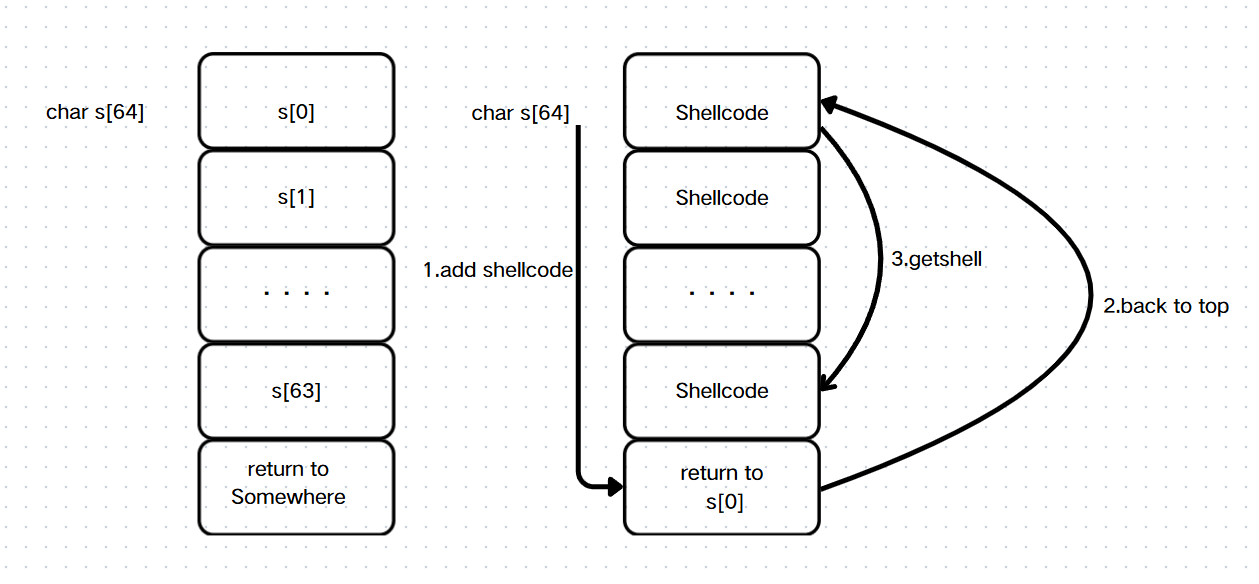 char s[64]
s[0]
s[1]
. . . .
s[63]
return to
Somewhere
char s[64]
1.add shellcode
Shellcode
Shellcode
. . . .
Shellcode
return to
s[0]
3.getshell
2.back to top